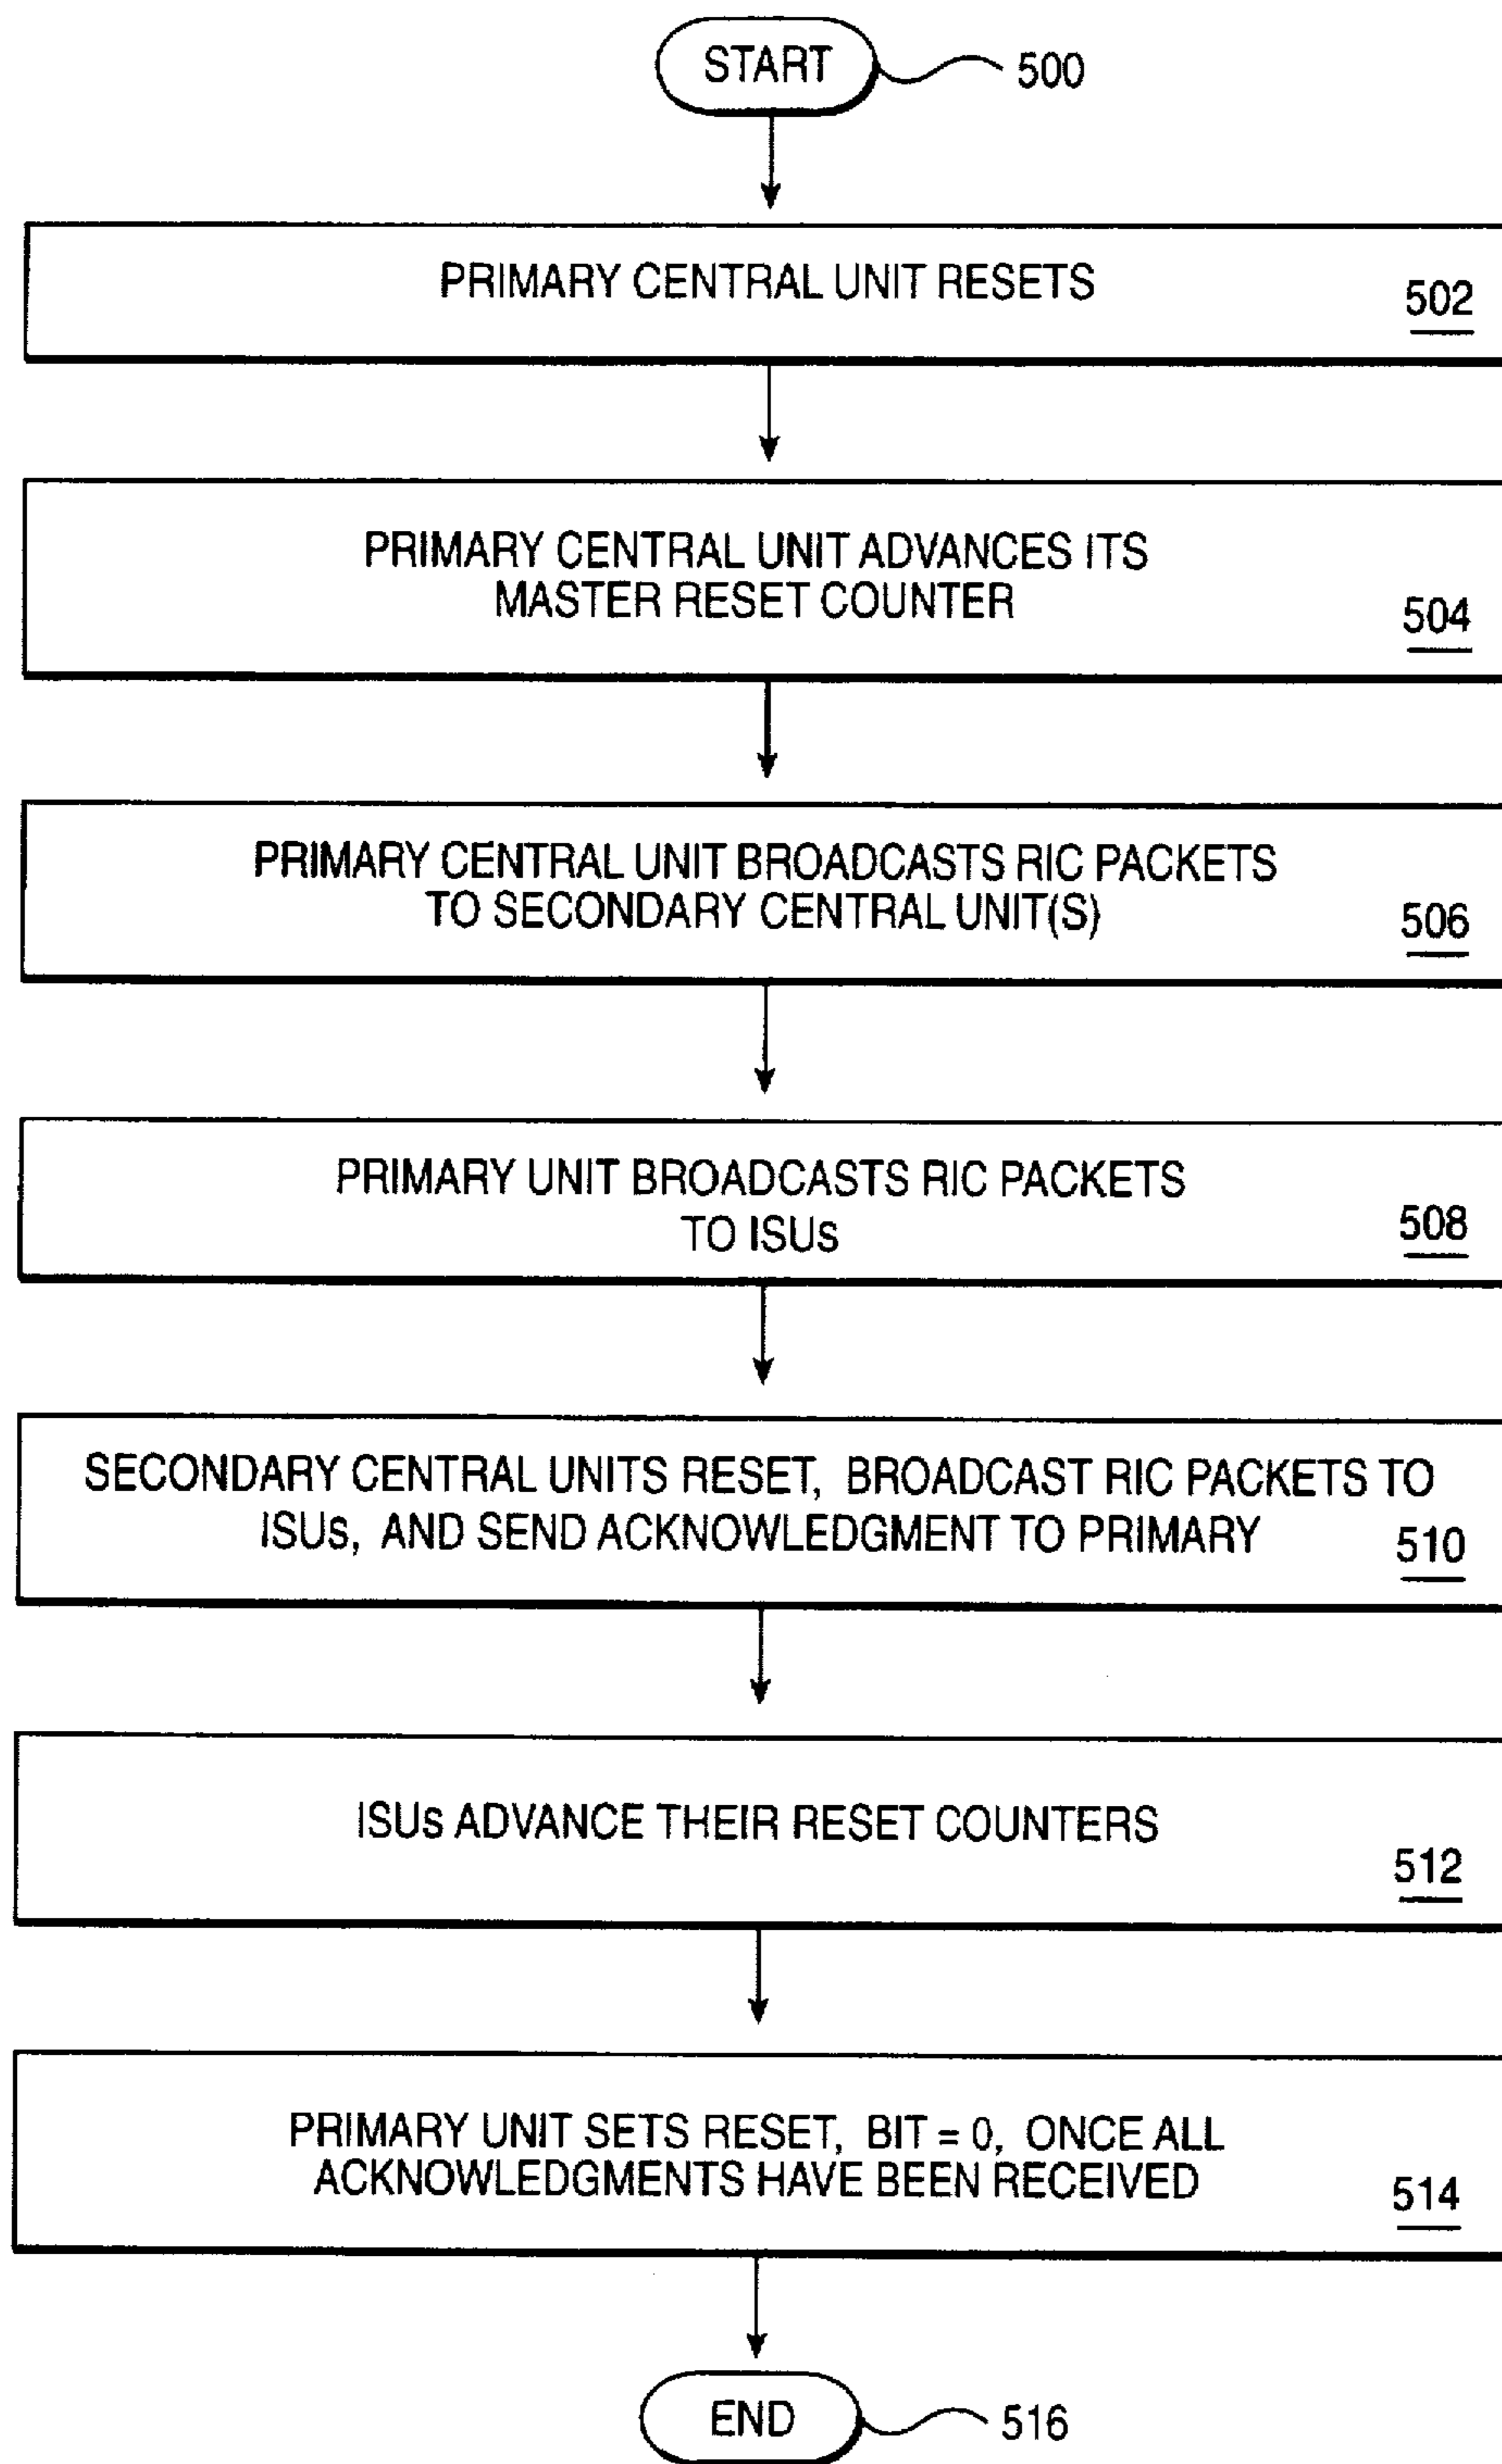 START
500
PRIMARY CENTRAL UNIT RESETS
502
PRIMARY CENTRAL UNIT ADVANCES ITS
MASTER RESET COUNTER
504
PRIMARY CENTRAL UNIT BROADCASTS RIC PACKETS
TO SECONDARY CENTRAL UNIT(S)
506
PRIMARY UNIT BROADCASTS RIC PACKETS
TO ISUs
508
SECONDARY CENTRAL UNITS RESET, BROADCAST RIC PACKETS TO
ISUs, AND SEND ACKNOWLEDGMENT TO PRIMARY
510
ISUs ADVANCE THEIR RESET COUNTERS
512
PRIMARY UNIT SETS RESET, BIT = 0, ONCE ALL
ACKNOWLEDGMENTS HAVE BEEN RECEIVED
514
END
516